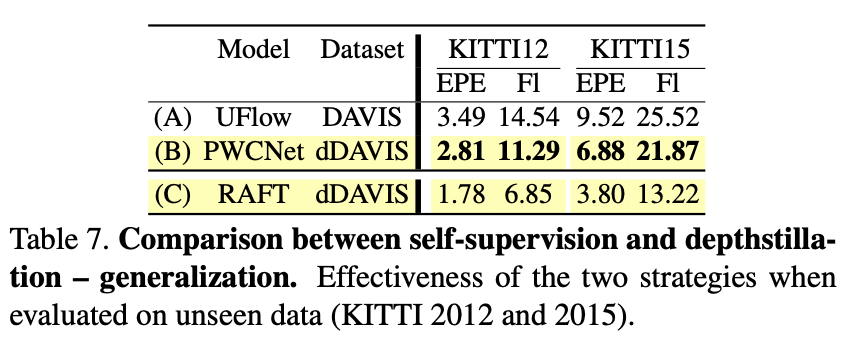 Model Dataset KITTI12 KITTI15
EPE Fl EPE Fl
(A) UFlow DAVIS 3.49 14.54 9.52 25.52
(B) PWCNet dDAVIS 2.81 11.29 6.88 21.87
(C) RAFT dDAVIS 1.78 6.85 3.80 13.22
Table 7. Comparison between self-supervision and depthstilla-
tion – generalization. Effectiveness of the two strategies when
evaluated on unseen data (KITTI 2012 and 2015).